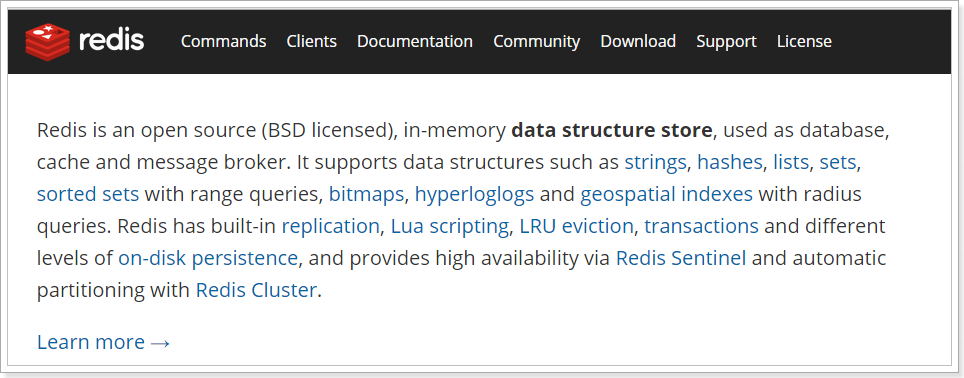 redis Commands Clients Documentation Community Download Support License
Redis is an open source (BSD licensed), in-memory data structure store, used as database,
cache and message broker. It supports data structures such as strings, hashes, lists, sets,
sorted sets with range queries, bitmaps, hyperloglogs and geospatial indexes with radius
queries. Redis has built-in replication, Lua scripting, LRU eviction, transactions and different
levels of on-disk persistence, and provides high availability via Redis Sentinel and automatic
partitioning with Redis Cluster.
Learn more →